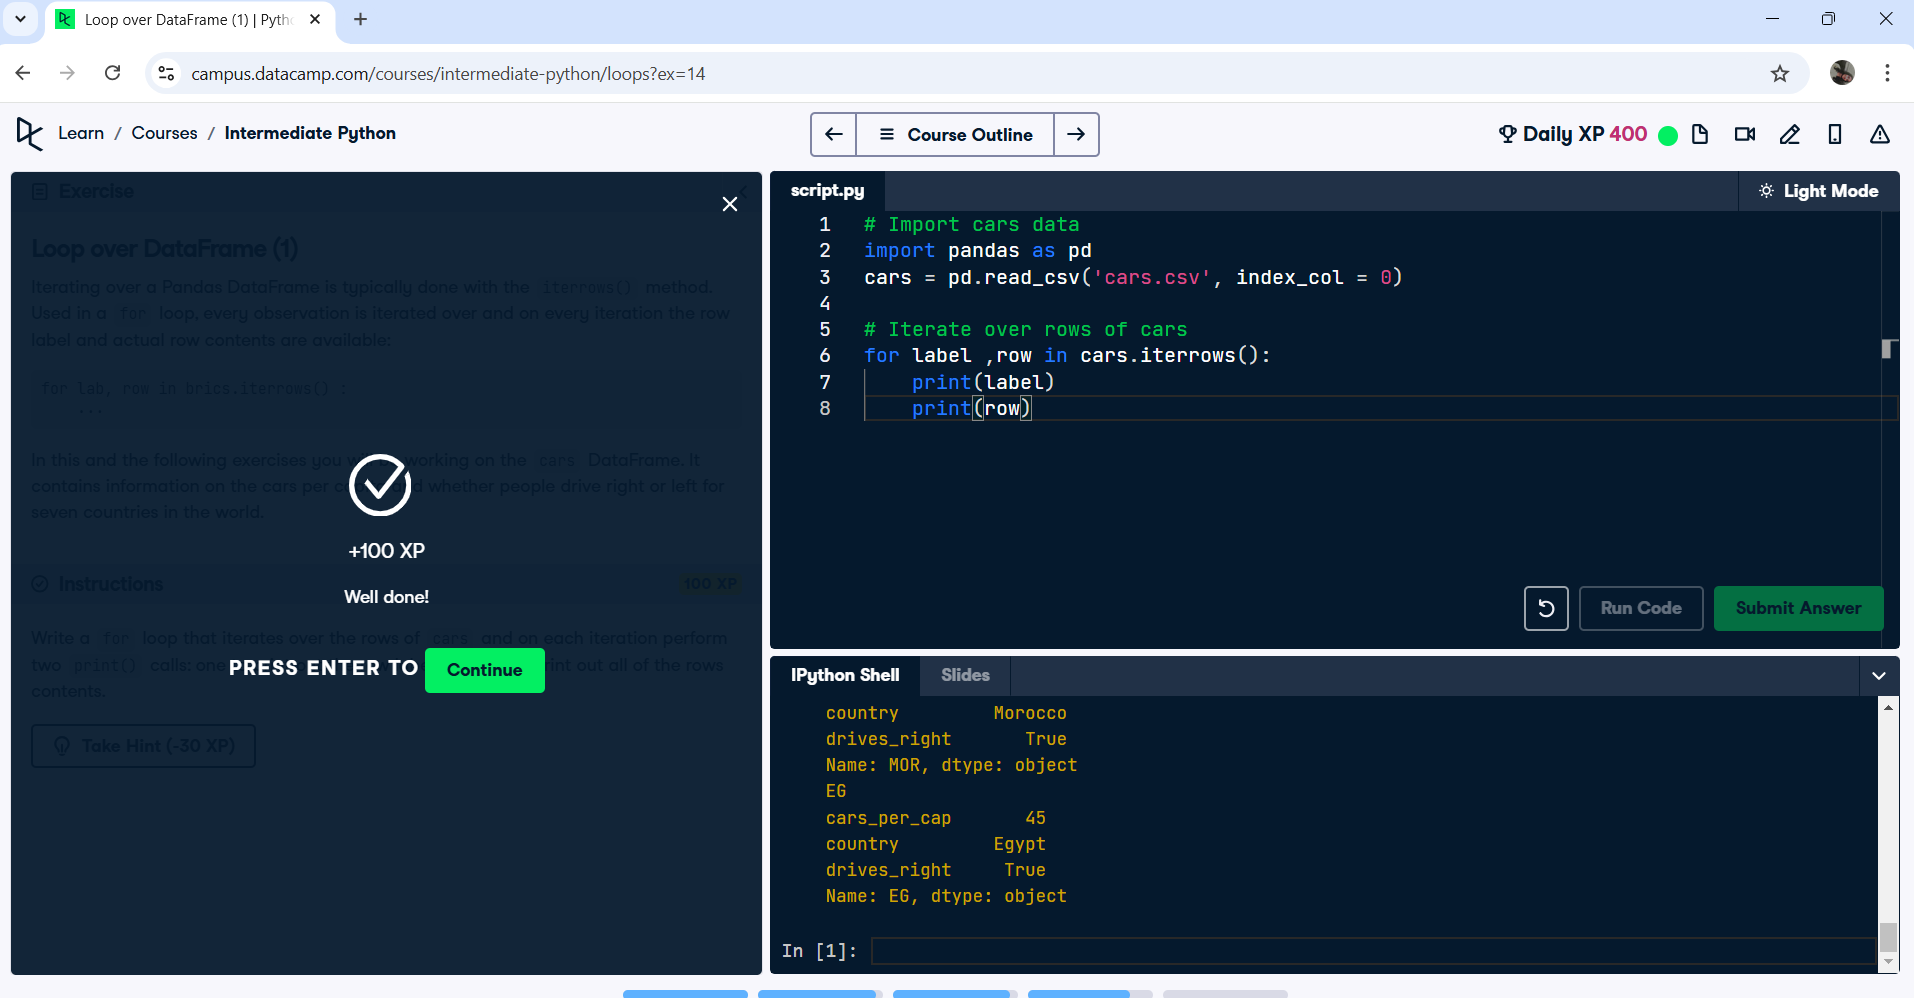 Loop over DataFrame (1) | Pyth
campus.datacamp.com/courses/intermediate-python/loops?ex=14
Learn / Courses / Intermediate Python
Course Outline
Daily XP 400
Exercise
Loop over DataFrame (1)
Iterating over a Pandas DataFrame is typically done with the iterrows() method.
Used in a for loop, every observation is iterated over and on every iteration the row
label and actual row contents are available:
for lab, row in brics.iterrows() :
...
In this and the following exercises you working on the cars DataFrame. It
contains information on the cars per whether people drive right or left for
seven countries in the world.
+100 XP
Instructions
100 XP
Well done!
Write a for loop that iterates over the rows of cars and on each iteration perform
two print() calls: one out all of the rows
contents.
PRESS ENTER TO Continue
Take Hint (-30 XP)
script.py
Light Mode
1 # Import cars data
2 import pandas as pd
3 cars = pd.read_csv('cars.csv', index_col = 0)
4
5 # Iterate over rows of cars
6 for label ,row in cars.iterrows():
7 print(label)
8 print(row)
Run Code
Submit Answer
IPython Shell
Slides
country Morocco
drives_right True
Name: MOR, dtype: object
EG
cars_per_cap 45
country Egypt
drives_right True
Name: EG, dtype: object
In [1]: